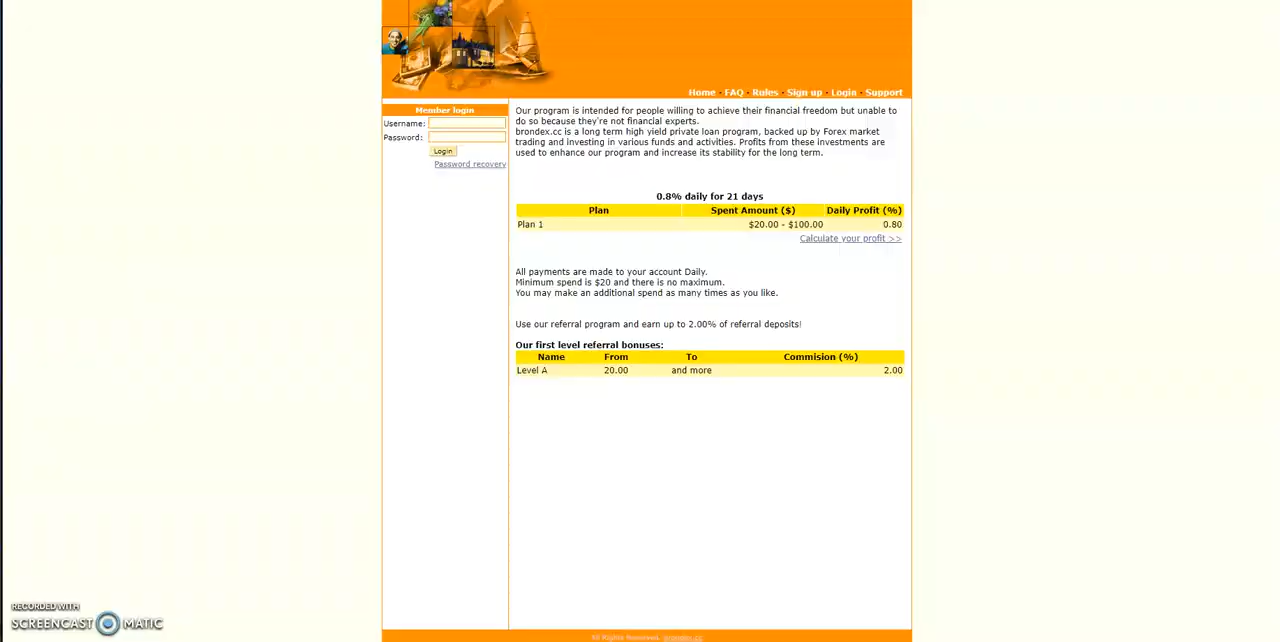 Home - FAQ - Rules - Sign up - Login - Support
Member login
Username:
Password:
Login
Password recovery
Our program is intended for people willing to achieve their financial freedom but unable to
do so because they're not financial experts.
brondex.cc is a long term high yield private loan program, backed up by Forex market
trading and investing in various funds and activities. Profits from these investments are
used to enhance our program and increase its stability for the long term.
0.8% daily for 21 days
Plan Spent Amount ($) Daily Profit (%)
Plan 1 $20.00 - $100.00 0.80
Calculate your profit >>
All payments are made to your account Daily.
Minimum spend is $20 and there is no maximum.
You may make an additional spend as many times as you like.
Use our referral program and earn up to 2.00% of referral deposits!
Our first level referral bonuses:
Name From To Commision (%)
Level A 20.00 and more 2.00
All Rights Reserved. brondex.cc
RECORDED WITH
SCREENCAST MATIC